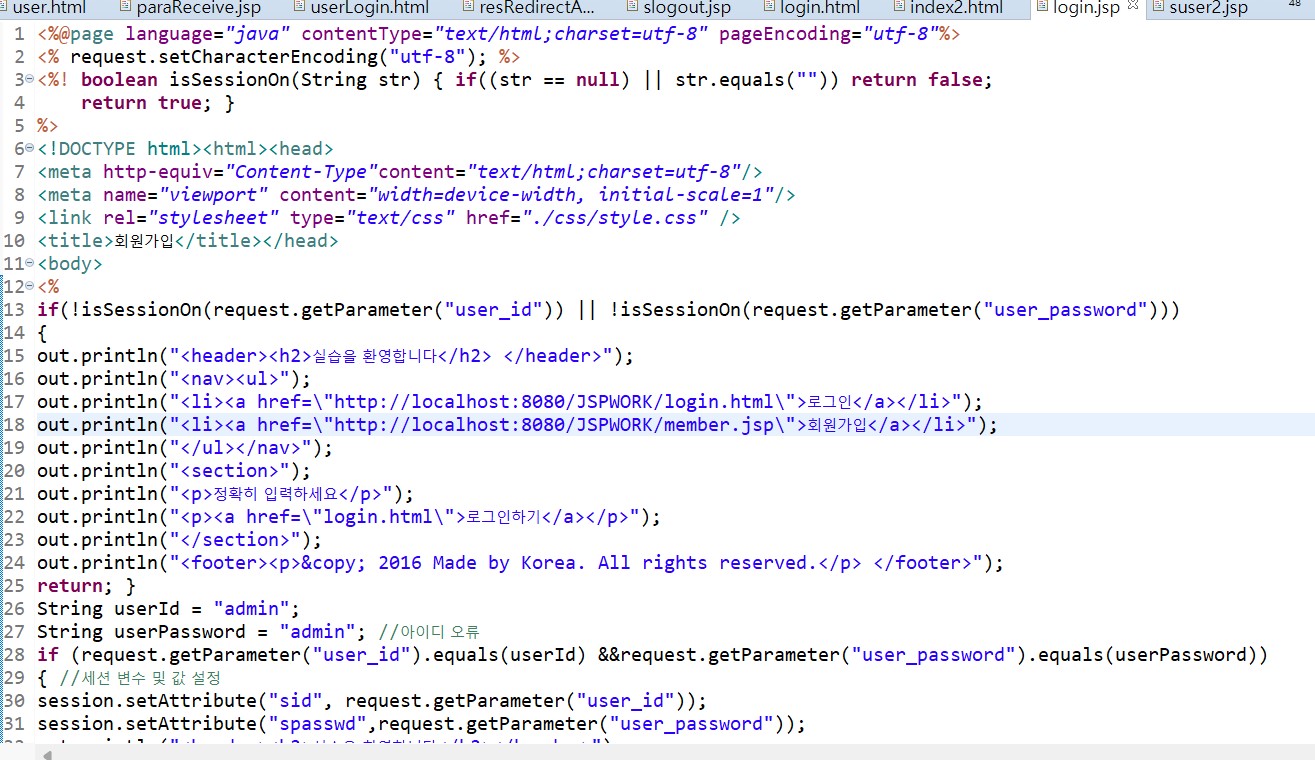 user.html paraReceive.jsp userLogin.html resRedirectA... slogout.jsp login.html index2.html login.jsp suser2.jsp 48
1 <%@page language="java" contentType="text/html;charset=utf-8" pageEncoding="utf-8"%>
2 <% request.setCharacterEncoding("utf-8"); %>
3 <%! boolean isSessionOn(String str) { if((str == null) || str.equals("")) return false;
4 return true; }
5 %>
6 <!DOCTYPE html><html><head>
7 <meta http-equiv="Content-Type"content="text/html;charset=utf-8"/>
8 <meta name="viewport" content="width=device-width, initial-scale=1"/>
9 <link rel="stylesheet" type="text/css" href="./css/style.css" />
10 <title>회원가입</title></head>
11 <body>
12 <%
13 if(!isSessionOn(request.getParameter("user_id")) || !isSessionOn(request.getParameter("user_password")))
14 {
15 out.println("<header><h2>실습을 환영합니다</h2> </header>");
16 out.println("<nav><ul>");
17 out.println("<li><a href=\"http://localhost:8080/JSPWORK/login.html\">로그인</a></li>");
18 out.println("<li><a href=\"http://localhost:8080/JSPWORK/member.jsp\">회원가입</a></li>");
19 out.println("</ul></nav>");
20 out.println("<section>");
21 out.println("<p>정확히 입력하세요</p>");
22 out.println("<p><a href=\"login.html\">로그인하기</a></p>");
23 out.println("</section>");
24 out.println("<footer><p>&copy; 2016 Made by Korea. All rights reserved.</p> </footer>");
25 return; }
26 String userId = "admin";
27 String userPassword = "admin"; //아이디 오류
28 if (request.getParameter("user_id").equals(userId) &&request.getParameter("user_password").equals(userPassword))
29 { //세션 변수 및 값 설정
30 session.setAttribute("sid", request.getParameter("user_id"));
31 session.setAttribute("spasswd",request.getParameter("user_password"));